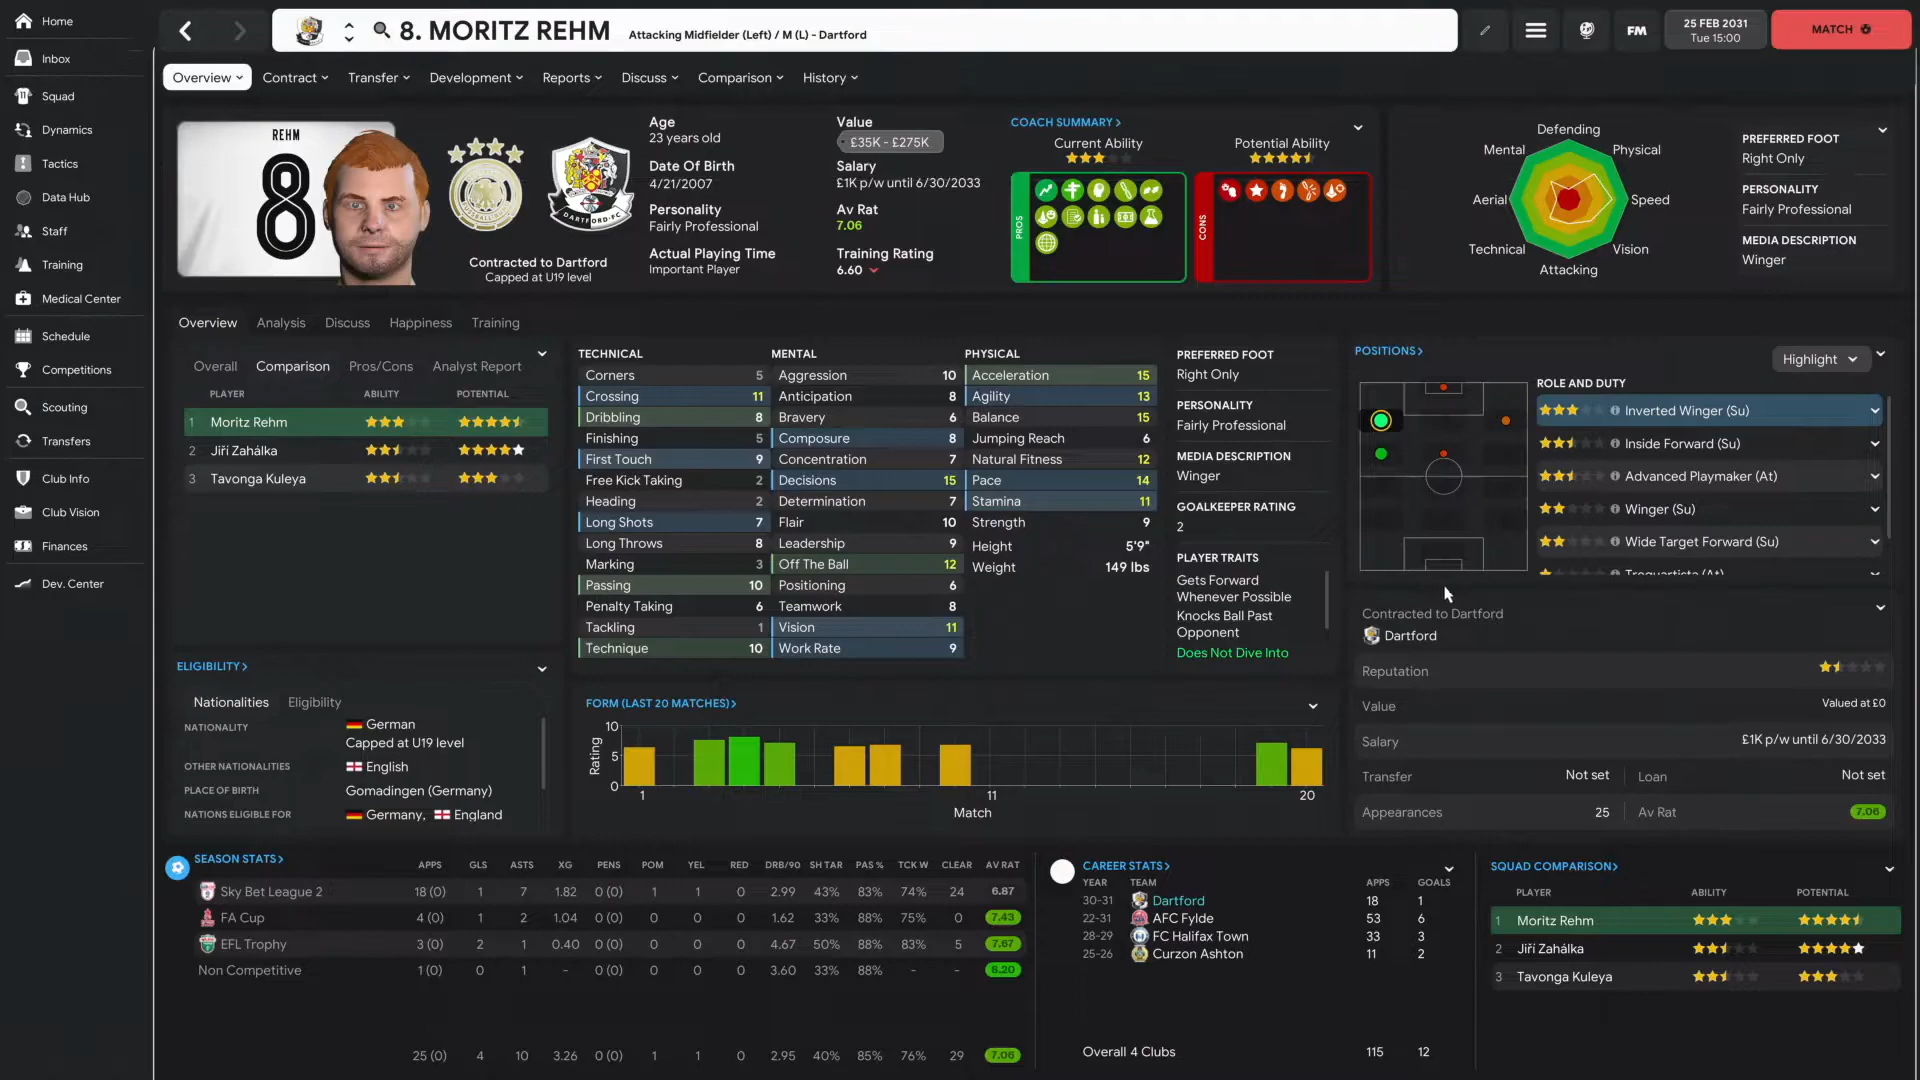 Home
Inbox
Squad
Dynamics
Tactics
Data Hub
Staff
Training
Medical Center
Schedule
Competitions
Scouting
Transfers
Club Info
Club Vision
Finances
Dev. Center
8. MORITZ REHM Attacking Midfielder (Left) / M (L) - Dartford
FM
25 FEB 2031
Tue 15:00
MATCH
Overview Contract Transfer Development Reports Discuss Comparison History
REHM
8
DARTFORD FC
Contracted to Dartford
Capped at U19 level
Age
23 years old
Date Of Birth
4/21/2007
Personality
Fairly Professional
Actual Playing Time
Important Player
Value
£35K - £275K
Salary
£1K p/w until 6/30/2033
Av Rat
7.06
Training Rating
6.60
COACH SUMMARY >
Current Ability Potential Ability
PROS
CONS
Defending
Physical
Speed
Vision
Attacking
Technical
Aerial
Mental
PREFERRED FOOT
Right Only
PERSONALITY
Fairly Professional
MEDIA DESCRIPTION
Winger
Overview Analysis Discuss Happiness Training
Overall Comparison Pros/Cons Analyst Report
PLAYER ABILITY POTENTIAL
1 Moritz Rehm
2 Jiří Zahálka
3 Tavonga Kuleya
ELIGIBILITY >
Nationalities Eligibility
NATIONALITY German
Capped at U19 level
OTHER NATIONALITIES English
PLACE OF BIRTH Gomadingen (Germany)
NATIONS ELIGIBLE FOR Germany, England
TECHNICAL
Corners 5
Crossing 11
Dribbling 8
Finishing 5
First Touch 9
Free Kick Taking 2
Heading 2
Long Shots 7
Long Throws 8
Marking 3
Passing 10
Penalty Taking 6
Tackling 1
Technique 10
MENTAL
Aggression 10
Anticipation 8
Bravery 6
Composure 8
Concentration 7
Decisions 15
Determination 7
Flair 10
Leadership 9
Off The Ball 12
Positioning 6
Teamwork 8
Vision 11
Work Rate 9
PHYSICAL
Acceleration 15
Agility 13
Balance 15
Jumping Reach 6
Natural Fitness 12
Pace 14
Stamina 11
Strength 9
Height 5'9"
Weight 149 lbs
PREFERRED FOOT
Right Only
PERSONALITY
Fairly Professional
MEDIA DESCRIPTION
Winger
GOALKEEPER RATING
2
PLAYER TRAITS
Gets Forward
Whenever Possible
Knocks Ball Past
Opponent
Does Not Dive Into
FORM (LAST 20 MATCHES) >
Rating
10
5
0
1 11 20
Match
POSITIONS >
Highlight
ROLE AND DUTY
Inverted Winger (Su)
Inside Forward (Su)
Advanced Playmaker (At)
Winger (Su)
Wide Target Forward (Su)
Trequartista (At)
Contracted to Dartford
Dartford
Reputation
Value Valued at £0
Salary £1K p/w until 6/30/2033
Transfer Not set Loan Not set
Appearances 25 Av Rat 7.06
SEASON STATS > APPS GLS ASTS XG PENS POM YEL RED DRB/90 SH TAR PAS % TCK W CLEAR AV RAT
Sky Bet League 2 18 (0) 1 7 1.82 0 (0) 1 1 0 2.99 43% 83% 74% 24 6.87
FA Cup 4 (0) 1 2 1.04 0 (0) 0 0 0 1.62 33% 88% 75% 0 7.43
EFL Trophy 3 (0) 2 1 0.40 0 (0) 0 0 0 4.67 50% 88% 83% 5 7.67
Non Competitive 1 (0) 0 1 - 0 (0) 0 0 0 3.60 33% 88% - - 8.20
25 (0) 4 10 3.26 0 (0) 1 1 0 2.95 40% 85% 76% 29 7.06
CAREER STATS >
YEAR TEAM APPS GOALS
30-31 Dartford 18 1
22-31 AFC Fylde 53 6
28-29 FC Halifax Town 33 3
25-26 Curzon Ashton 11 2
Overall 4 Clubs 115 12
SQUAD COMPARISON >
PLAYER ABILITY POTENTIAL
1 Moritz Rehm
2 Jiří Zahálka
3 Tavonga Kuleya